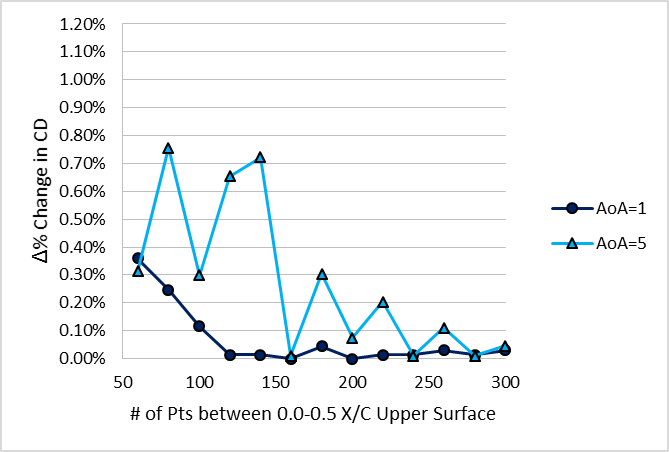 1.20%
1.10%
1.00%
0.90%
0.80%
0.70%
0.60%
0.50%
0.40%
0.30%
0.20%
0.10%
0.00%
Δ% Change in CD
50 100 150 200 250 300
# of Pts between 0.0-0.5 X/C Upper Surface
AoA=1
AoA=5